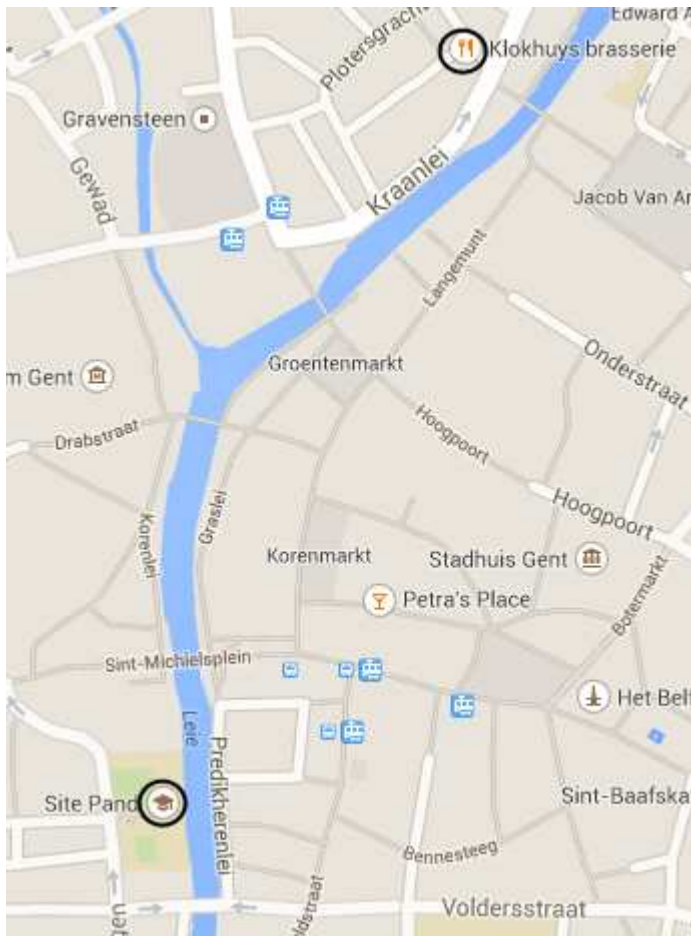 Edward A
Klokhuys brasserie
Plotersgracht
Gravensteen
Gewad
Kraanlei
Jacob Van Ar
Langemunt
Groentenmarkt
m Gent
Onderstraat
Drabstraat
Hoogpoort
Graslei
Hoogpoort
Korenlei
Korenmarkt
Stadhuis Gent
Botermarkt
Petra's Place
Sint-Michielsplein
Het Belf
Leie
Predikherenlei
Site Pand
Sint-Baafska
Bennesteeg
oldstraat
Voldersstraat